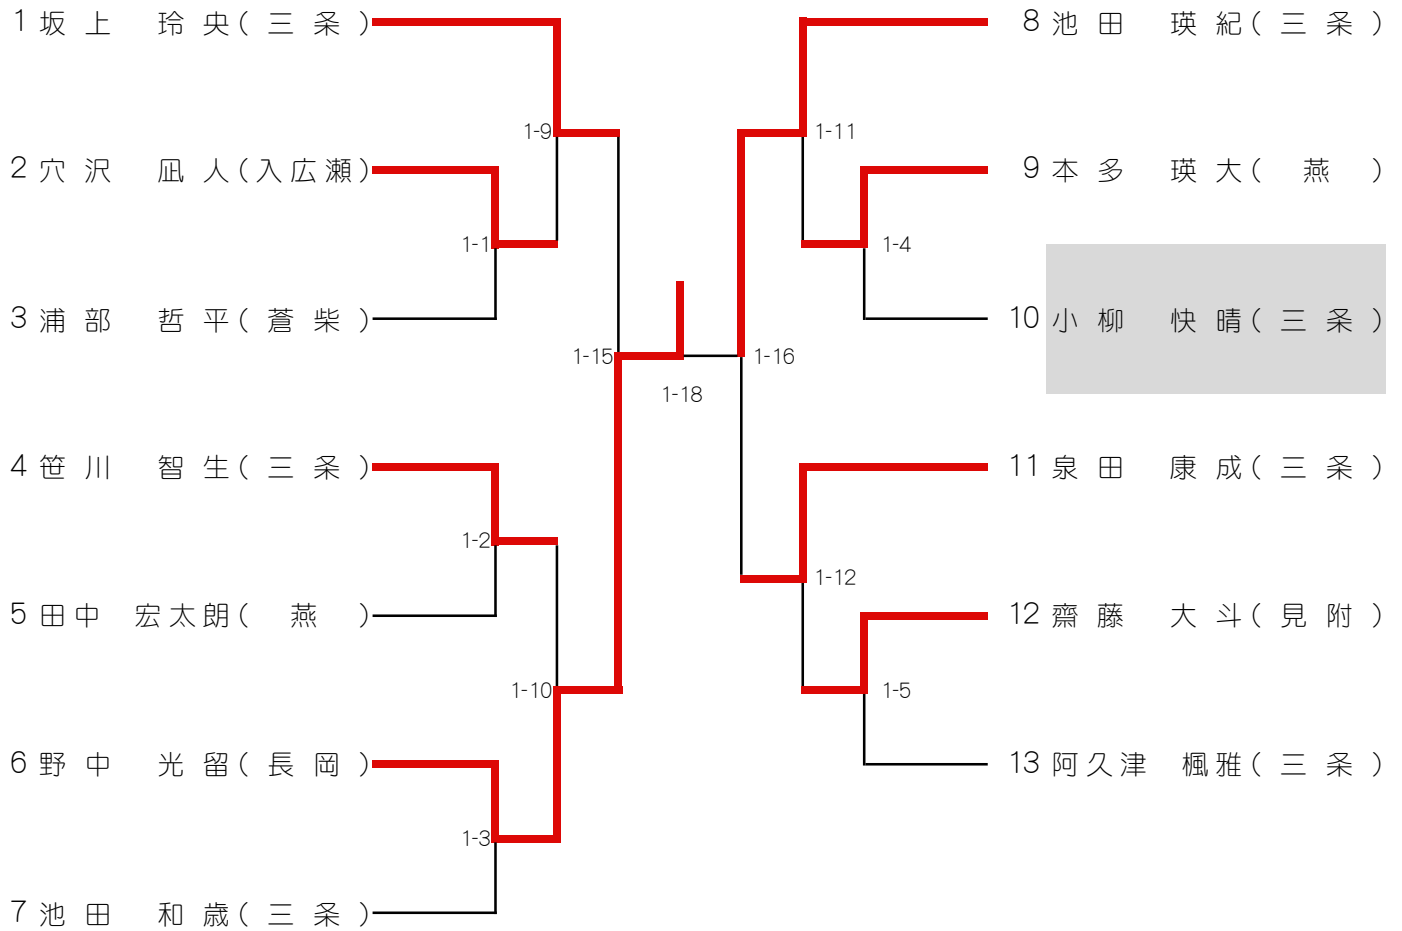 1 坂上 玲央(三条)
1-9
2 穴沢 凪人(入広瀬)
1-1
3 浦部 哲平(蒼柴)
1-15
4 笹川 智生(三条)
1-2
5 田中 宏太朗(燕)
1-10
6 野中 光留(長岡)
1-3
7 池田 和歳(三条)
1-18
8 池田 瑛紀(三条)
1-11
9 本多 瑛大(燕)
1-4
10 小柳 快晴(三条)
1-16
11 泉田 康成(三条)
1-12
12 齋藤 大斗(見附)
1-5
13 阿久津 楓雅(三条)